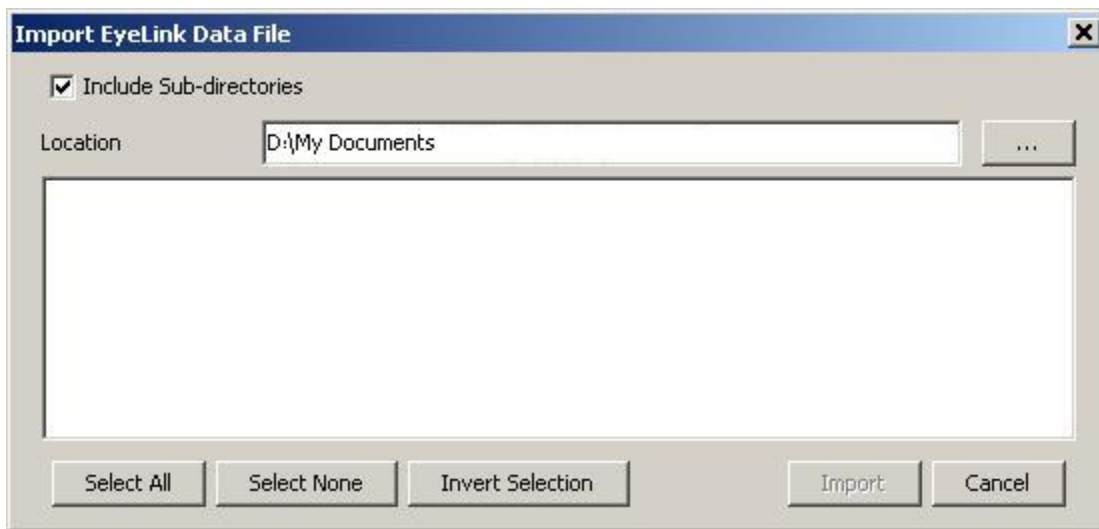 Import EyeLink Data File
Include Sub-directories
Location D:\My Documents ...
Select All Select None Invert Selection Import Cancel